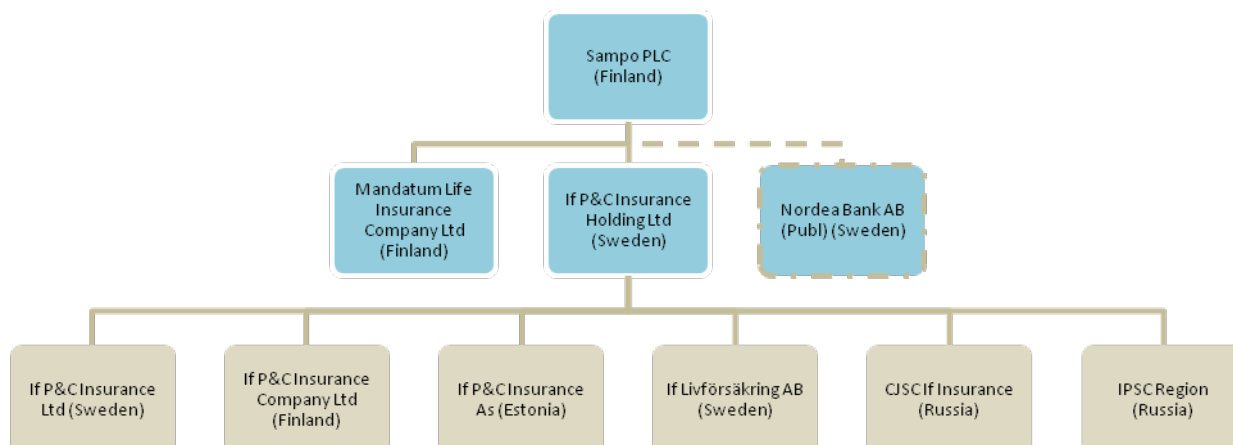 Sampo PLC
(Finland)
Mandatum Life
Insurance
Company Ltd
(Finland)
If P&C Insurance
Holding Ltd
(Sweden)
Nordea Bank AB
(Publ) (Sweden)
If P&C Insurance
Ltd (Sweden)
If P&C Insurance
Company Ltd
(Finland)
If P&C Insurance
As (Estonia)
If Livförsäkring AB
(Sweden)
CJSC If Insurance
(Russia)
IPSC Region
(Russia)